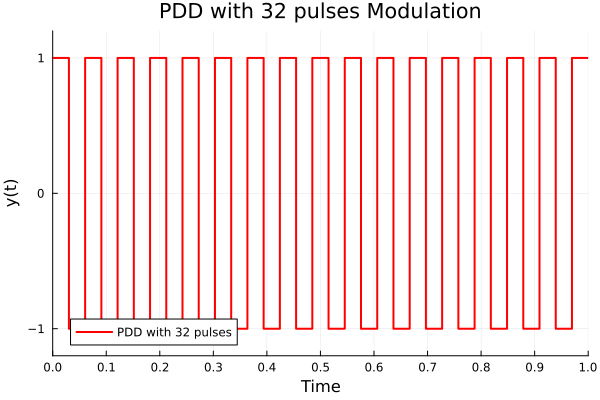 PDD with 32 pulses Modulation
y(t)
1
0
−1
PDD with 32 pulses
0.0 0.1 0.2 0.3 0.4 0.5 0.6 0.7 0.8 0.9 1.0
Time